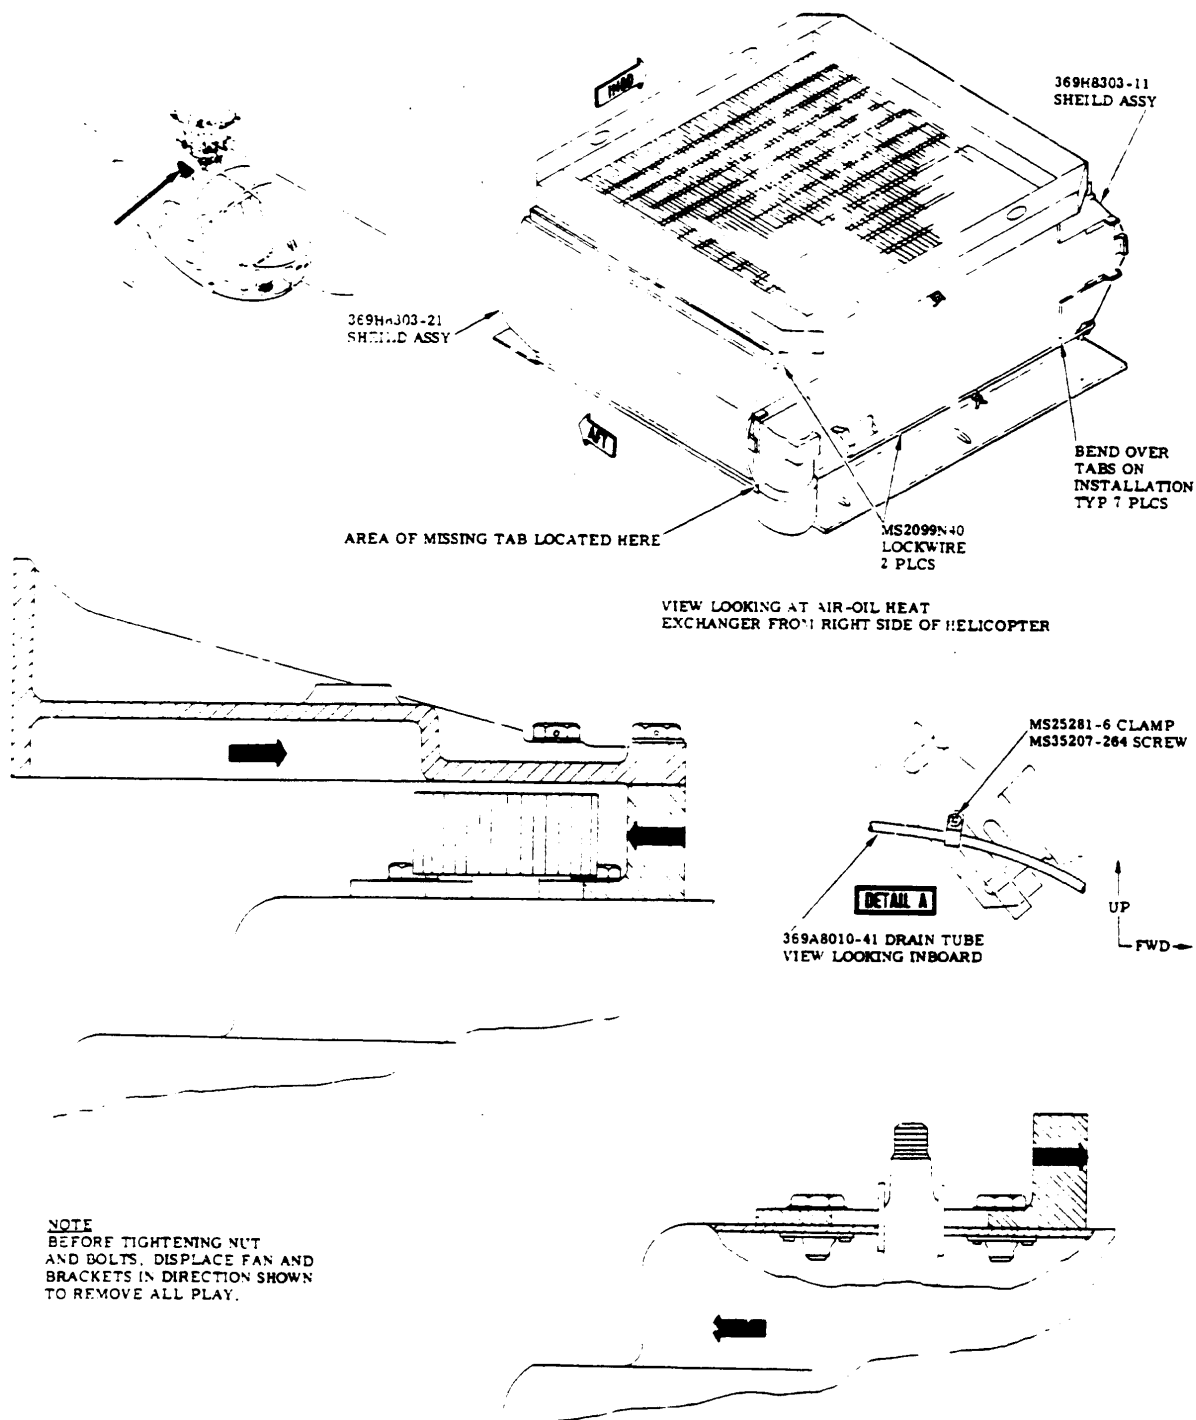 INBD
369H8303-11
SHEILD ASSY
369H8303-21
SHEILD ASSY
AFT
BEND OVER
TABS ON
INSTALLATION
TYP 7 PLCS
AREA OF MISSING TAB LOCATED HERE
MS2099N40
LOCKWIRE
2 PLCS
VIEW LOOKING AT AIR-OIL HEAT
EXCHANGER FROM RIGHT SIDE OF HELICOPTER
MS25281-6 CLAMP
MS35207-264 SCREW
DETAIL A
369A8010-41 DRAIN TUBE
VIEW LOOKING INBOARD
UP
FWD
NOTE
BEFORE TIGHTENING NUT
AND BOLTS, DISPLACE FAN AND
BRACKETS IN DIRECTION SHOWN
TO REMOVE ALL PLAY.